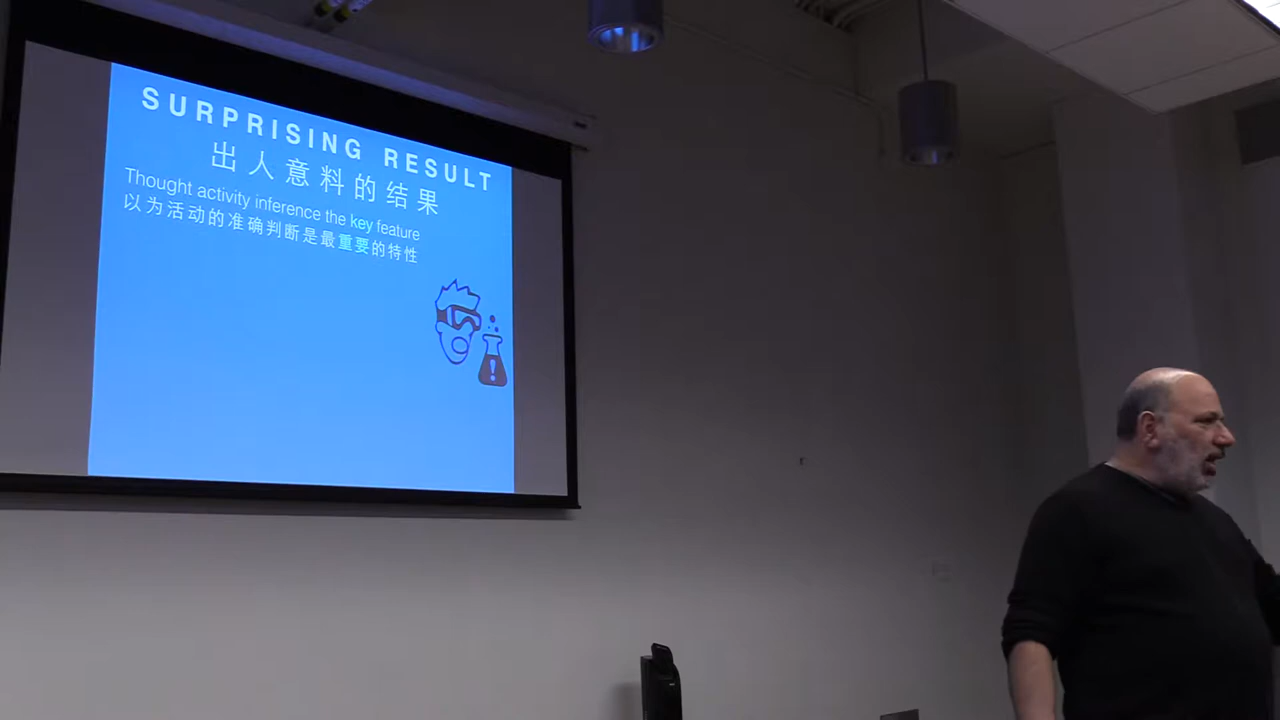 SURPRISING RESULT
出人意料的结果
Thought activity inference the key feature
以为活动的准确判断是最重要的特性
!